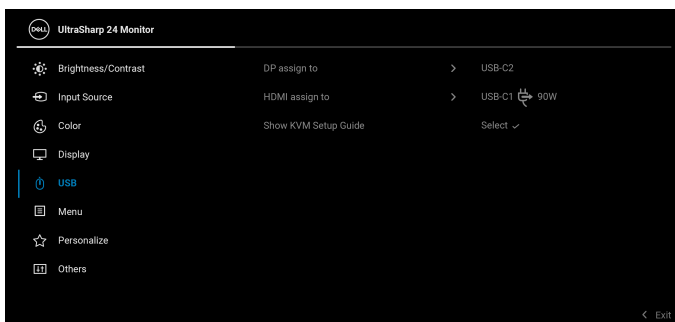 DELL UltraSharp 24 Monitor
Brightness/Contrast DP assign to > USB-C2
Input Source HDMI assign to > USB-C1 90W
Color Show KVM Setup Guide Select ✓
Display
USB
Menu
Personalize
Others
< Exit